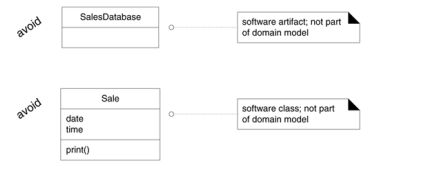 avoid
SalesDatabase
software artifact; not part
of domain model
avoid
Sale
date
time
print()
software class; not part
of domain model